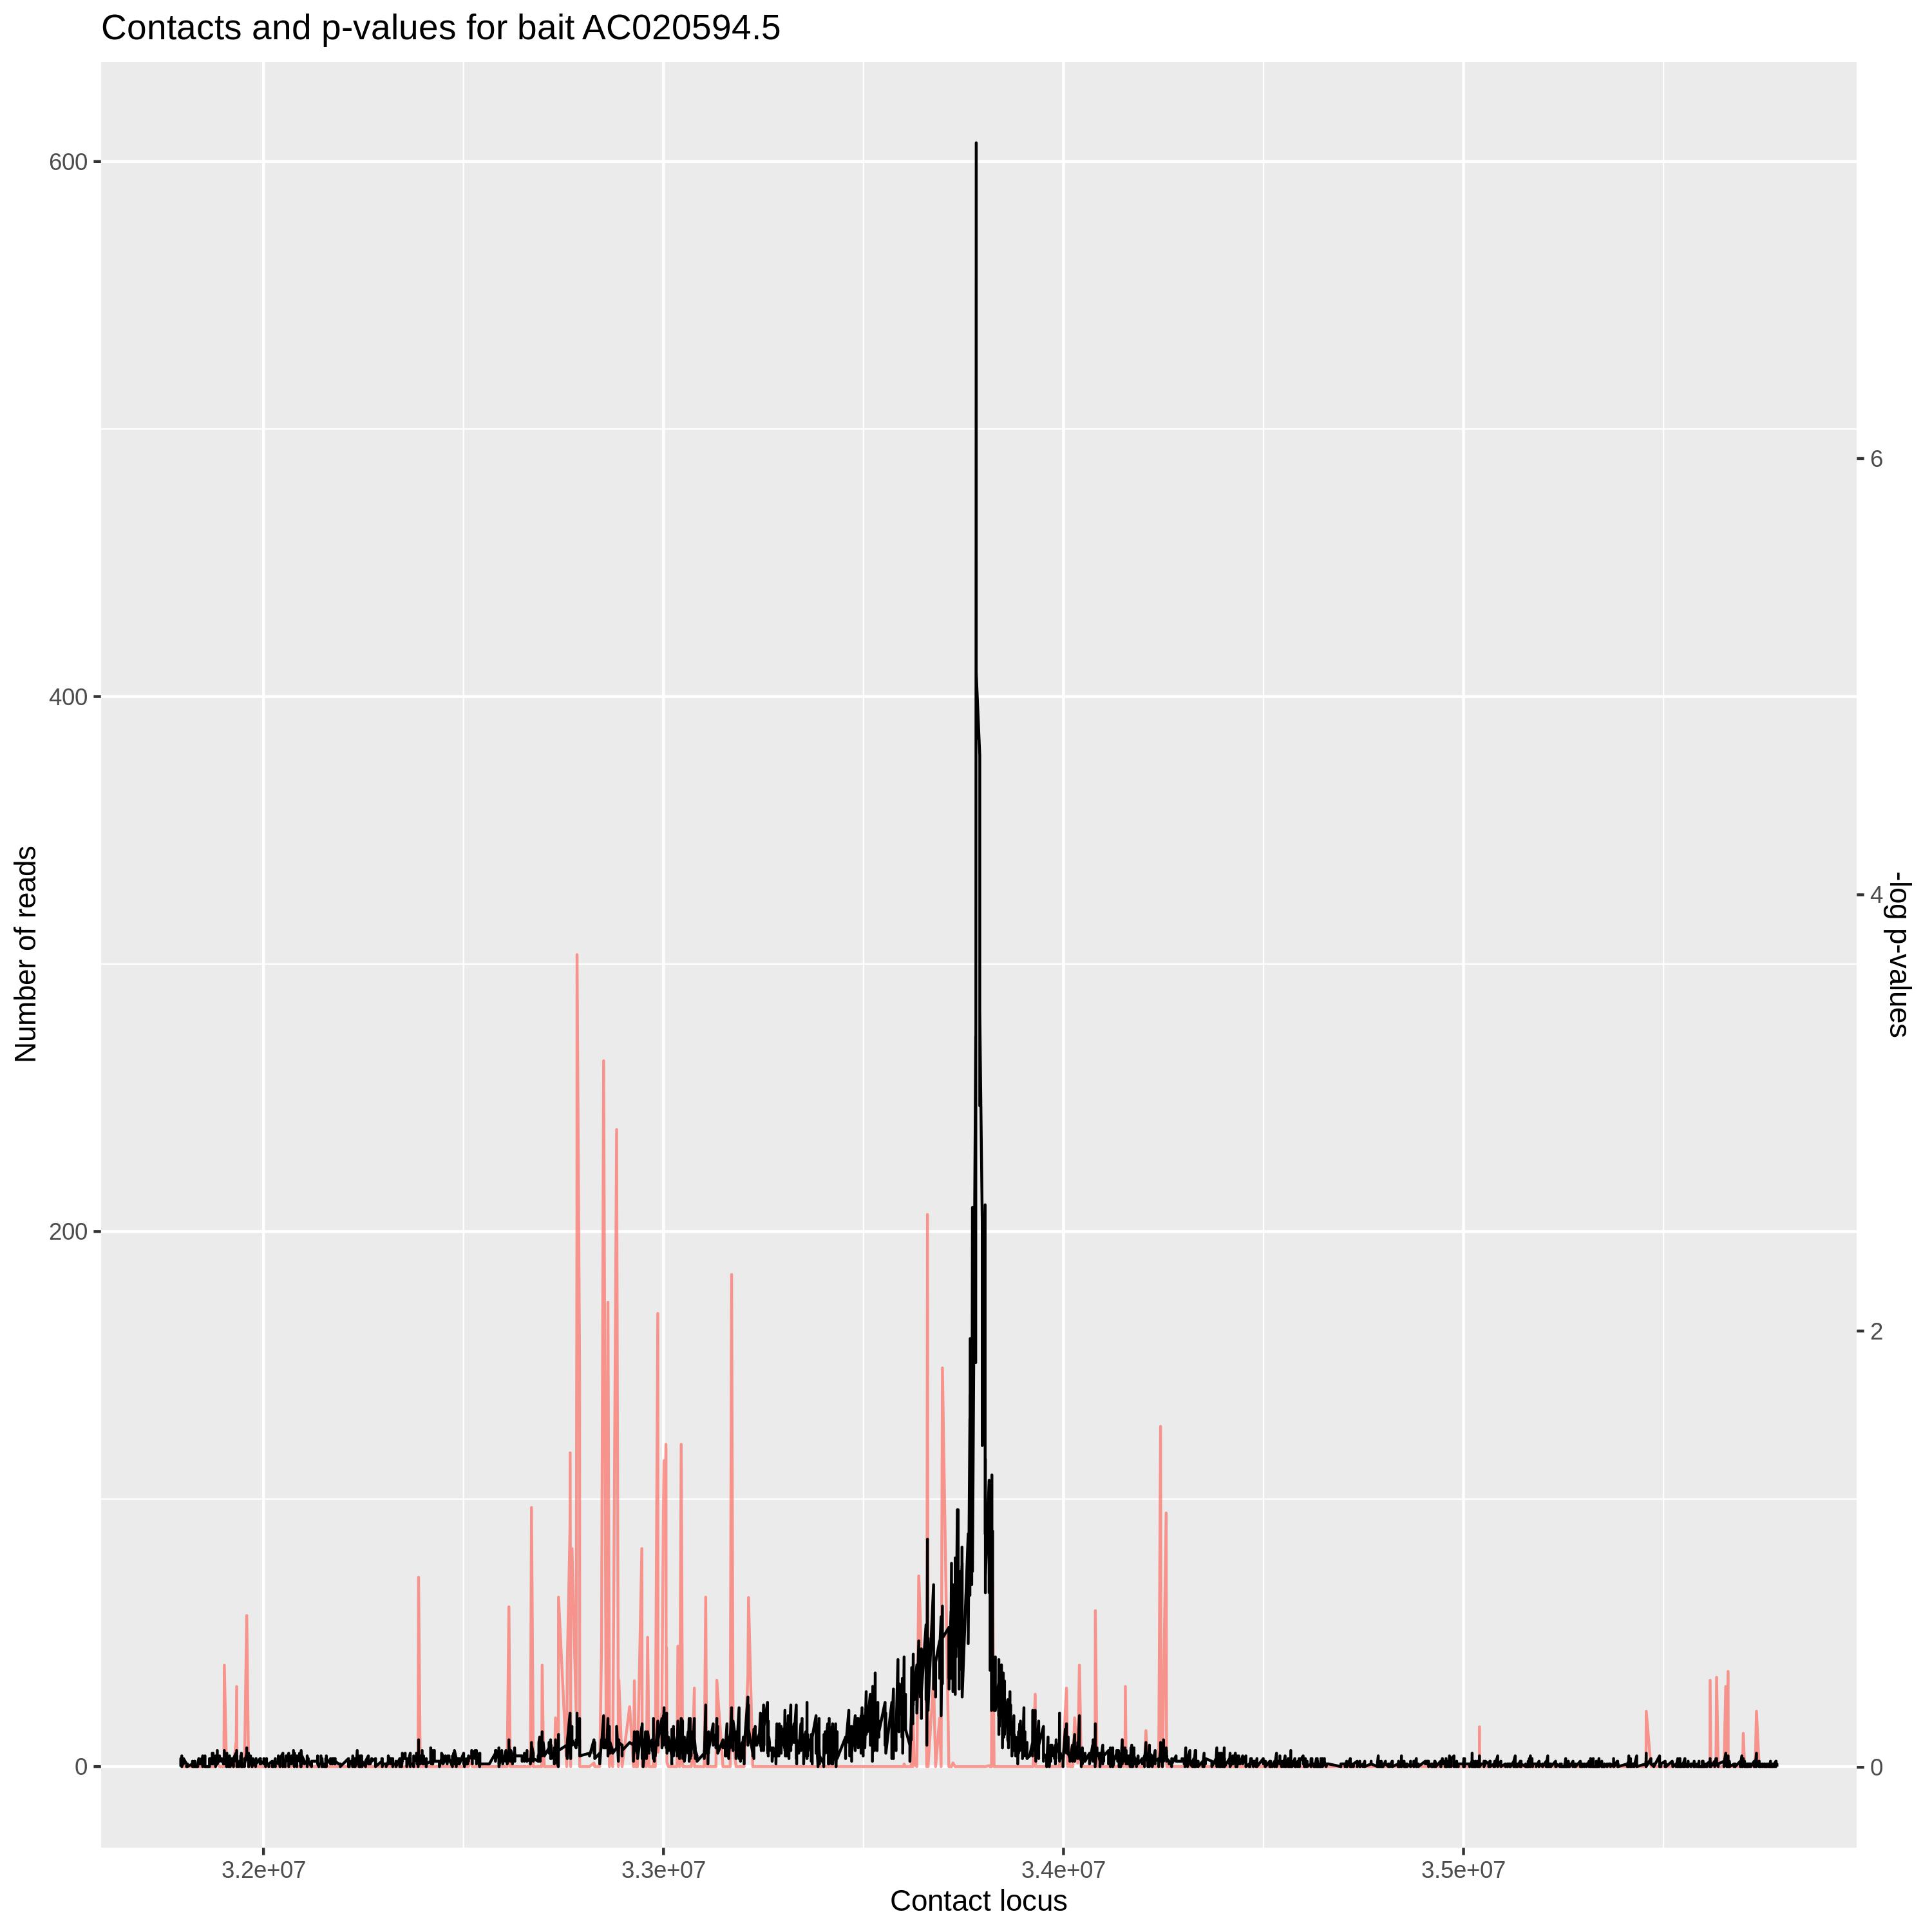 Contacts and p-values for bait AC020594.5
600
400
200
0
Number of reads
6
4
2
0
-log p-values
3.2e+07
3.3e+07
3.4e+07
3.5e+07
Contact locus